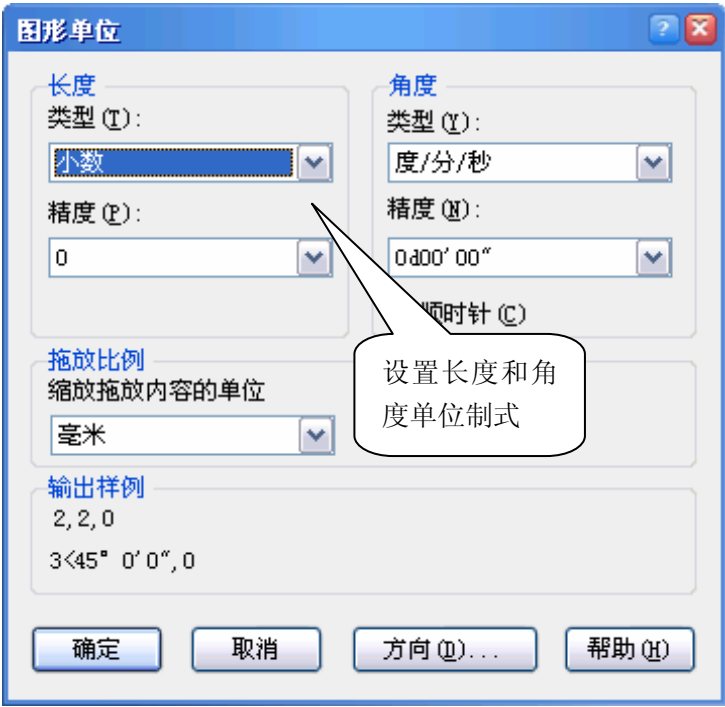 图形单位
长度
类型(T):
小数
精度(P):
0
角度
类型(Y):
度/分/秒
精度(N):
0d00'00"
顺时针(C)
设置长度和角
度单位制式
拖放比例
缩放拖放内容的单位
毫米
输出样例
2,2,0
3<45° 0'0",0
确定
取消
方向(D)...
帮助(H)